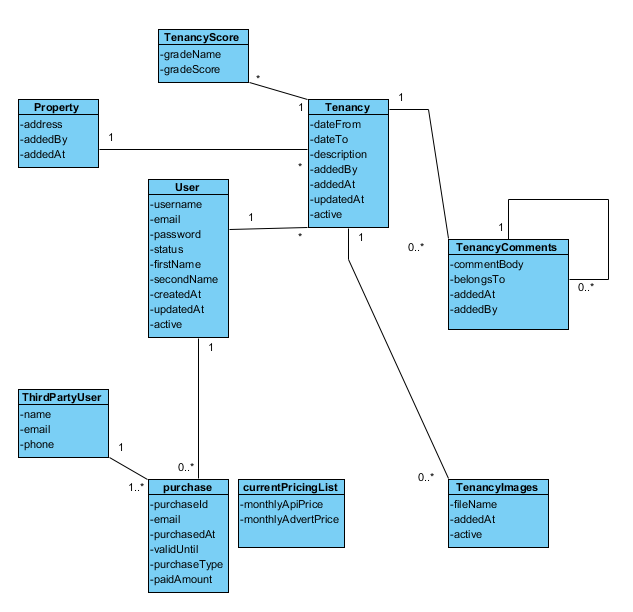 TenancyScore
-gradeName
-gradeScore
*
1
Property
-address
-addedBy
-addedAt
1
*
Tenancy
-dateFrom
-dateTo
-description
-addedBy
-addedAt
-updatedAt
-active
1
1
User
-username
-email
-password
-status
-firstName
-secondName
-createdAt
-updatedAt
-active
1
*
1
0..*
TenancyComments
-commentBody
-belongsTo
-addedAt
-addedBy
1
0..*
0..*
ThirdPartyUser
-name
-email
-phone
1
1..*
purchase
-purchaseId
-email
-purchasedAt
-validUntil
-purchaseType
-paidAmount
currentPricingList
-monthlyApiPrice
-monthlyAdvertPrice
0..*
TenancyImages
-fileName
-addedAt
-active